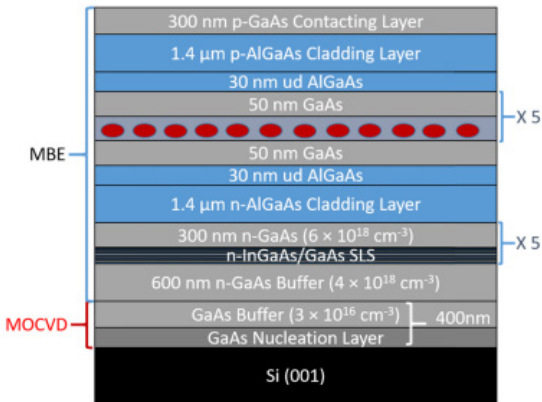 300 nm p-GaAs Contacting Layer
1.4 µm p-AlGaAs Cladding Layer
30 nm ud AlGaAs
50 nm GaAs
X 5
MBE
50 nm GaAs
30 nm ud AlGaAs
1.4 µm n-AlGaAs Cladding Layer
300 nm n-GaAs (6 × 10¹⁸ cm⁻³)
X 5
n-InGaAs/GaAs SLS
600 nm n-GaAs Buffer (4 × 10¹⁸ cm⁻³)
MOCVD
GaAs Buffer (3 × 10¹⁶ cm⁻³)
400nm
GaAs Nucleation Layer
Si (001)